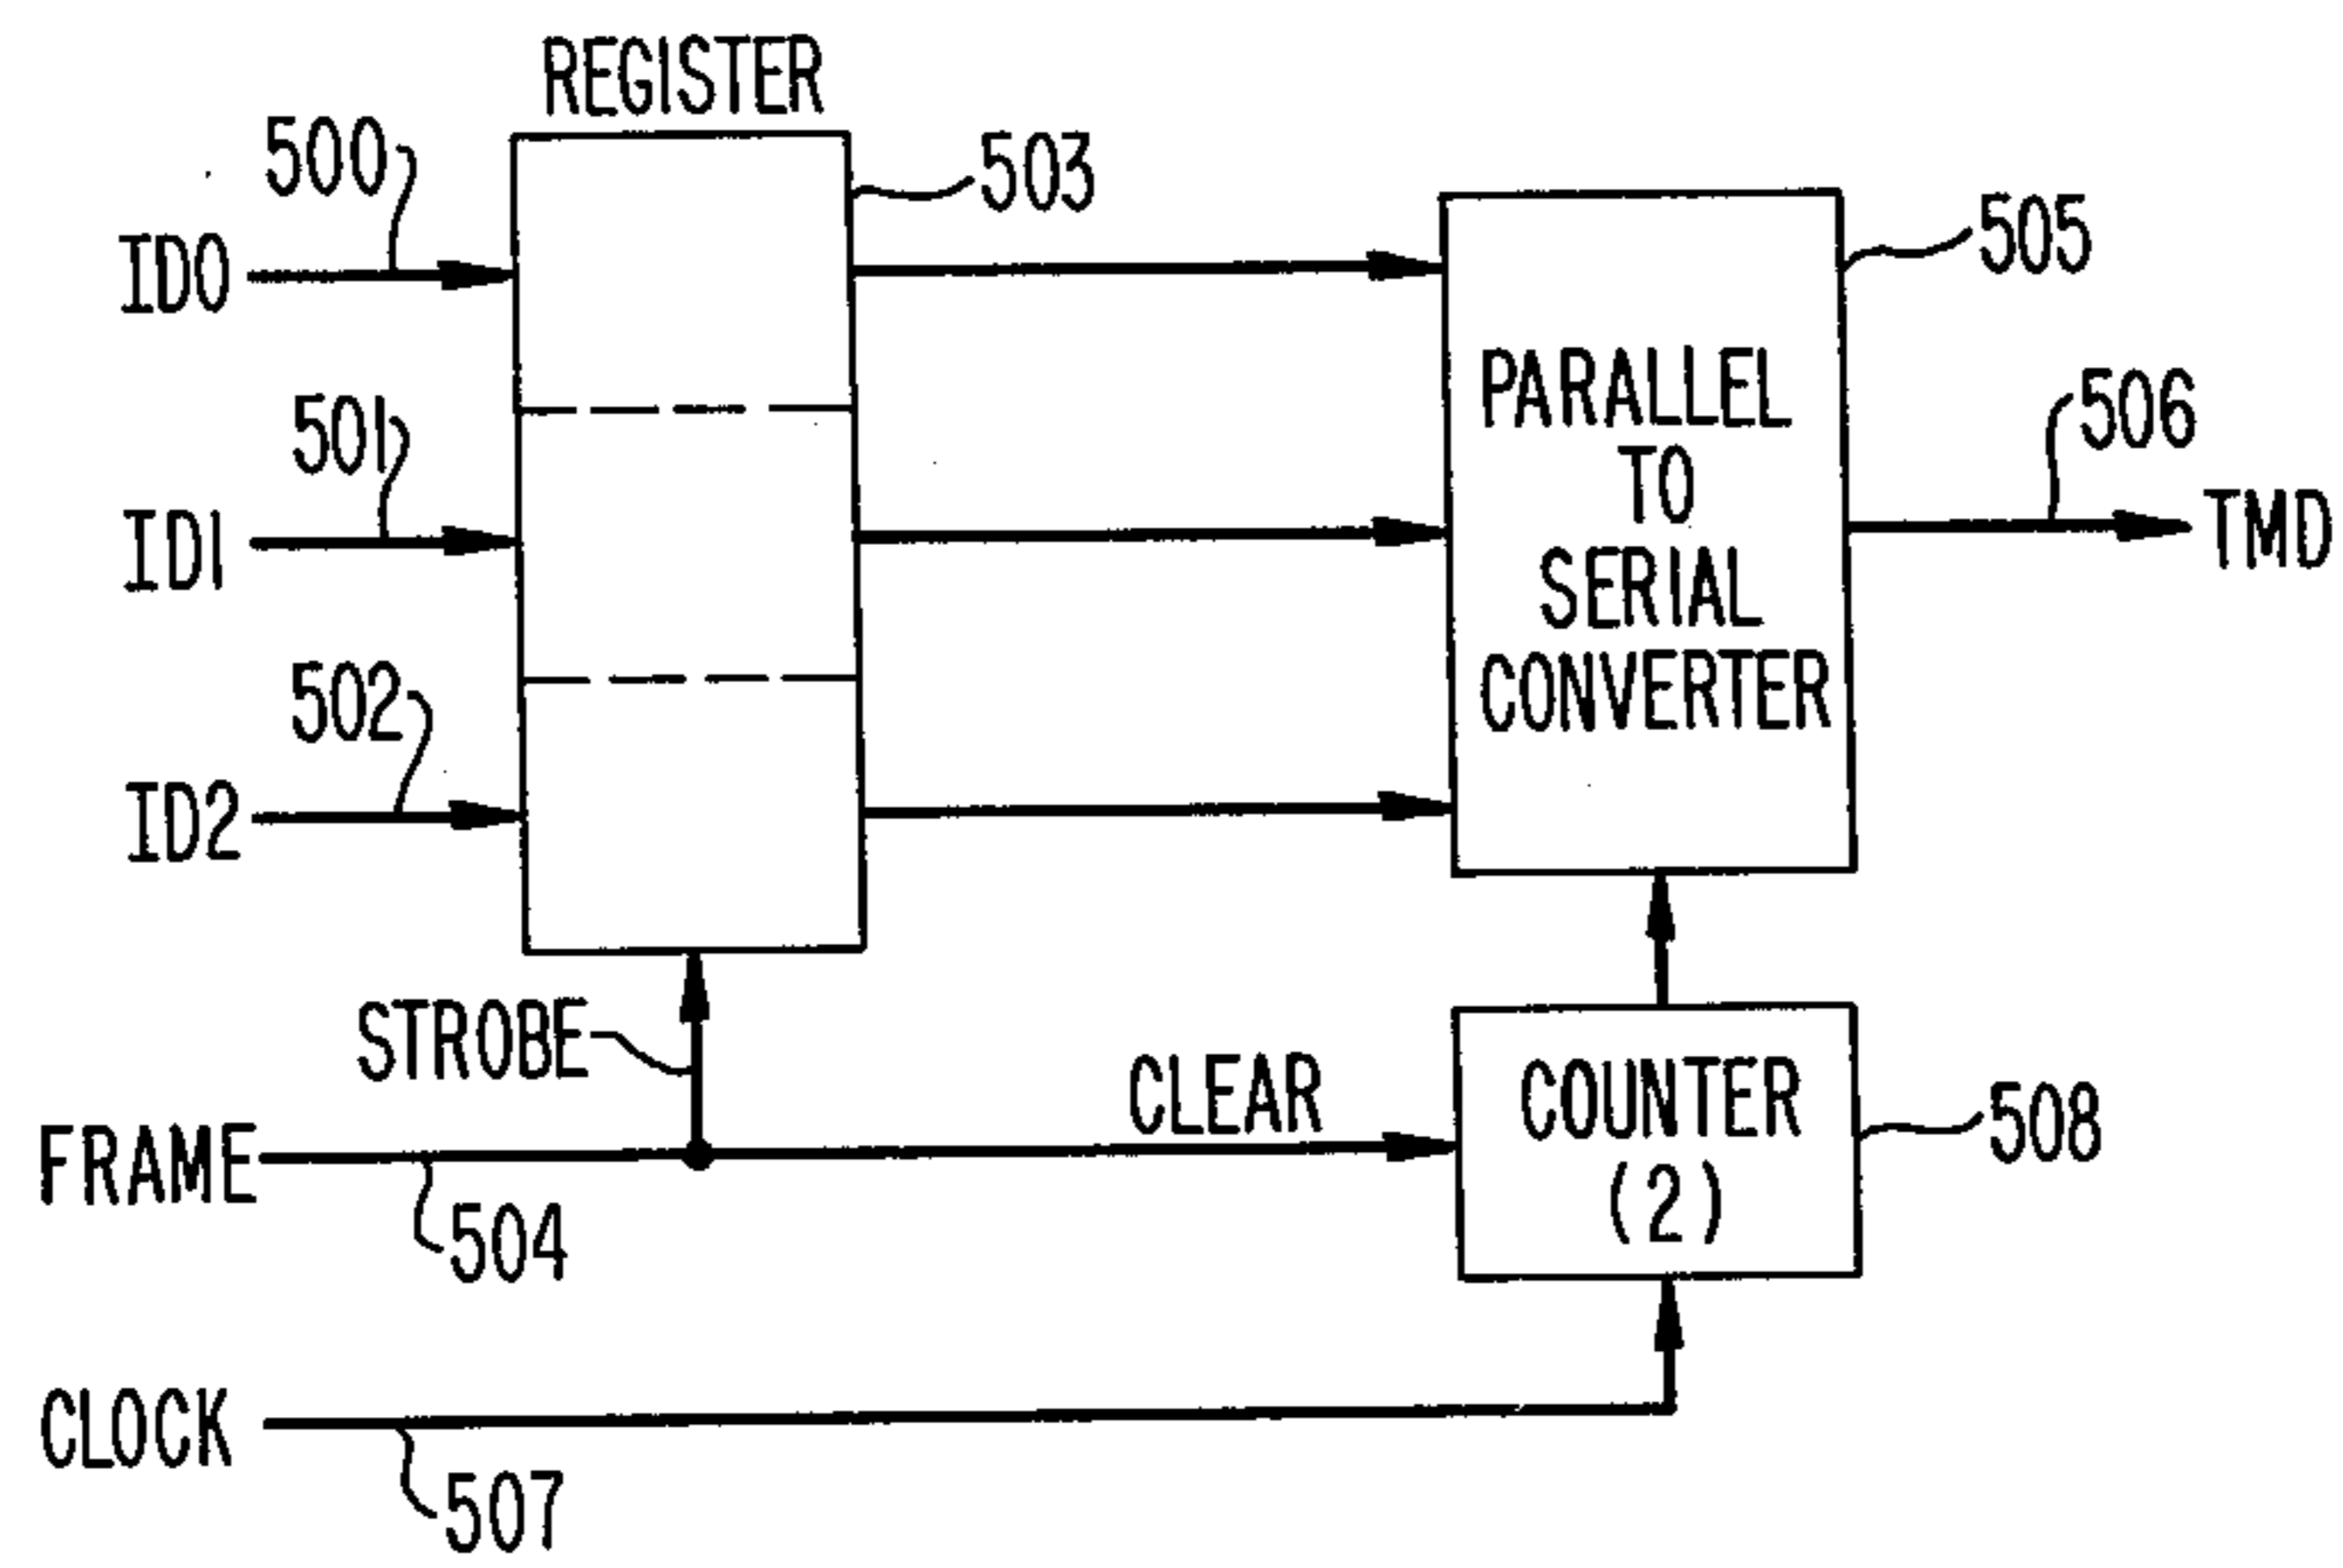 REGISTER
500
503
ID0
505
PARALLEL
TO
SERIAL
CONVERTER
501
ID1
506
TMD
502
ID2
STROBE
CLEAR
COUNTER
(2)
508
FRAME
504
CLOCK
507